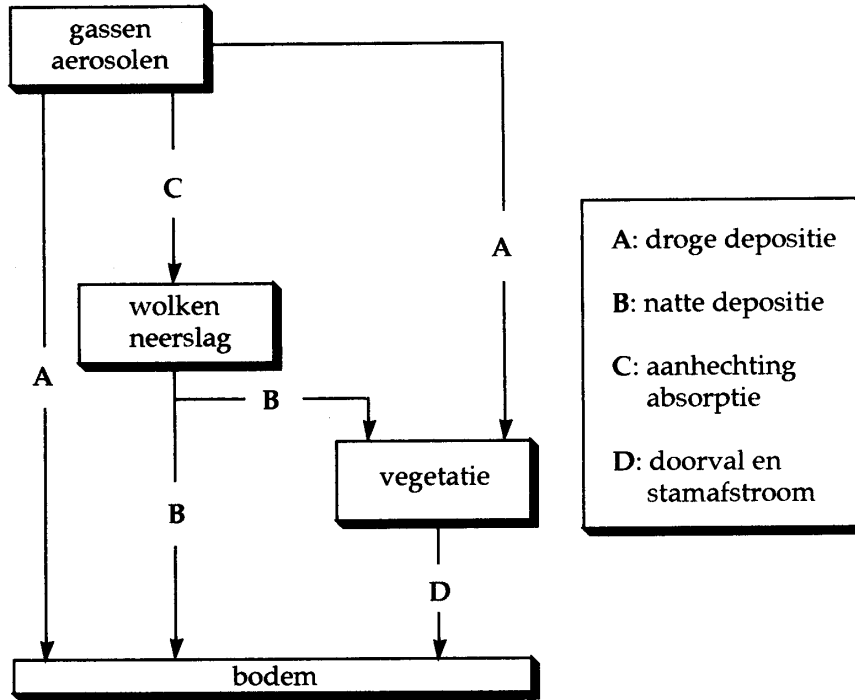 gassen
aerosolen
C
A
wolken
neerslag
A
B
vegetatie
B
D
bodem
A: droge depositie
B: natte depositie
C: aanhechting
absorptie
D: doorval en
stamafstroom